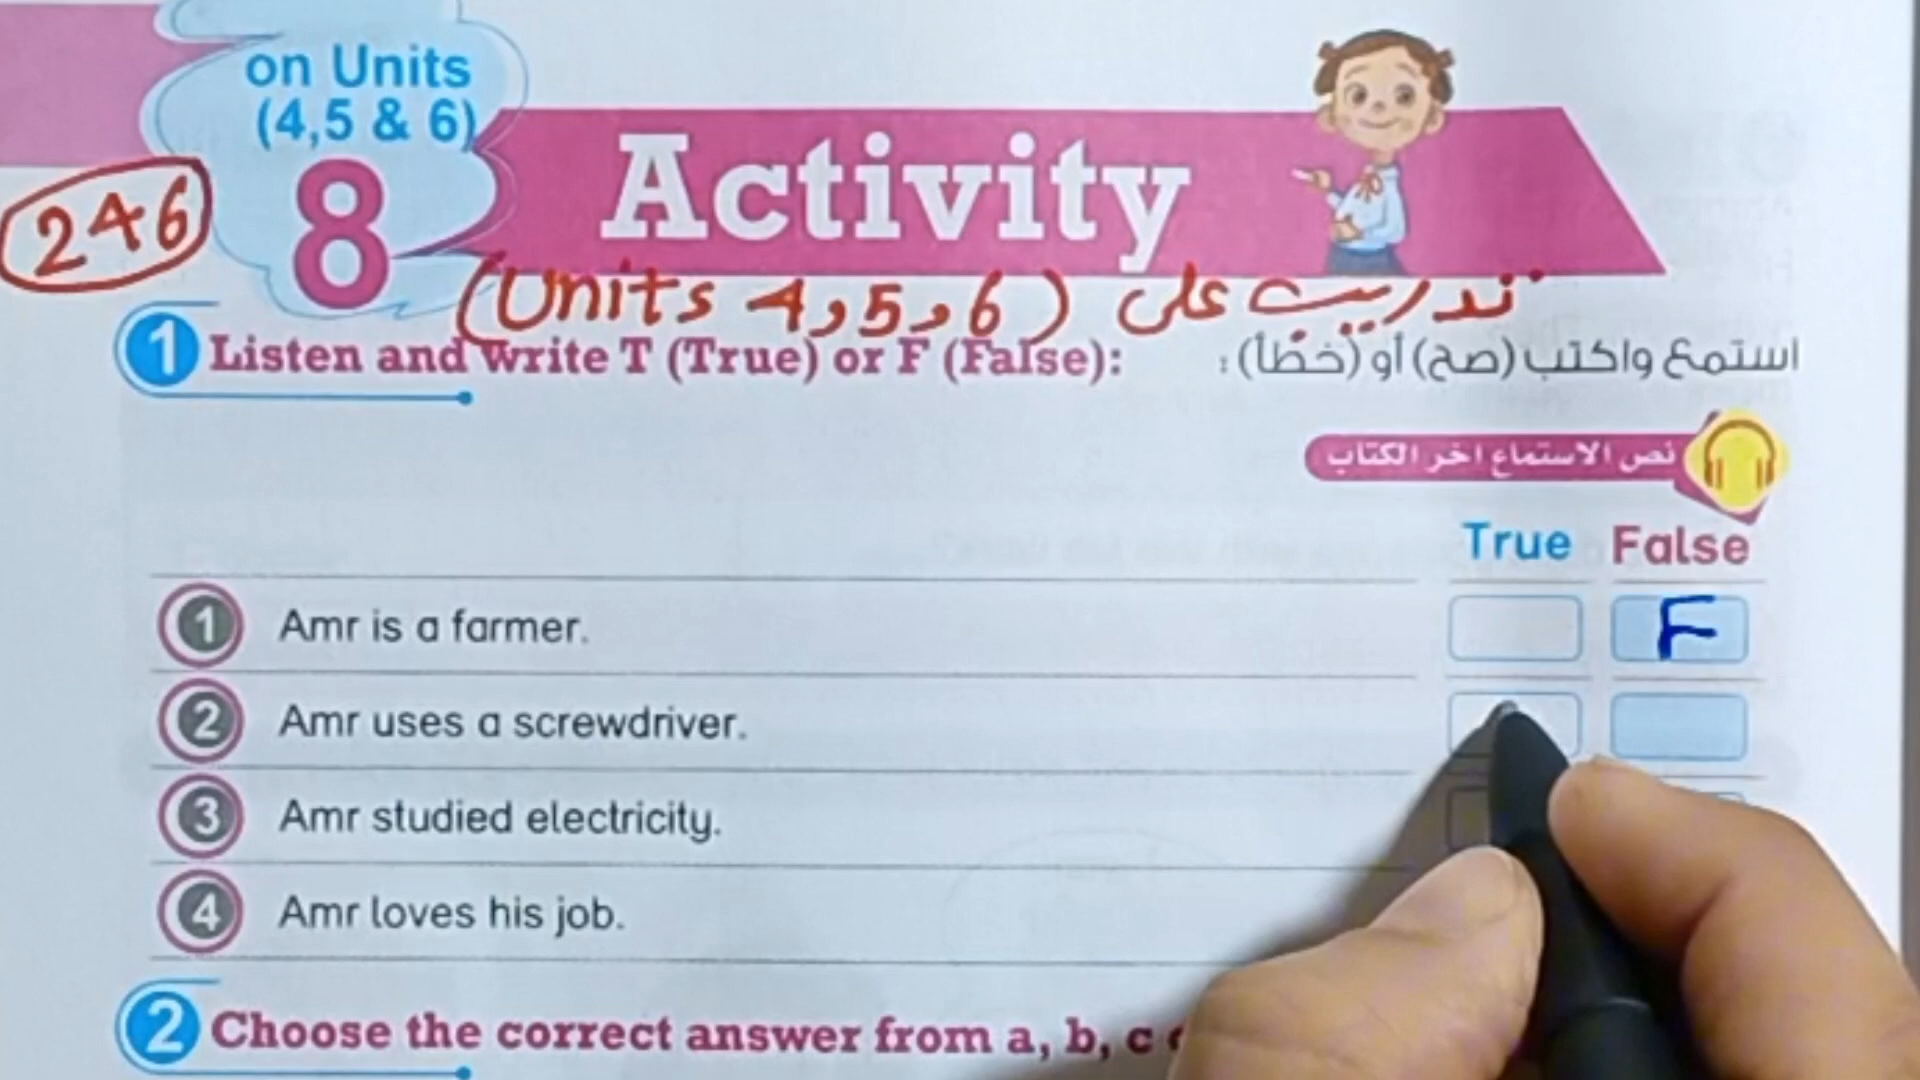 on Units
(4,5 & 6)
8
Activity
246
تدريب على (Units 4,5,6)
1 Listen and write T (True) or F (False):
استمع واكتب (صح) أو (خطأ) :
نص الاستماع اخر الكتاب
True False
1 Amr is a farmer. F
2 Amr uses a screwdriver.
3 Amr studied electricity.
4 Amr loves his job.
2 Choose the correct answer from a, b, c